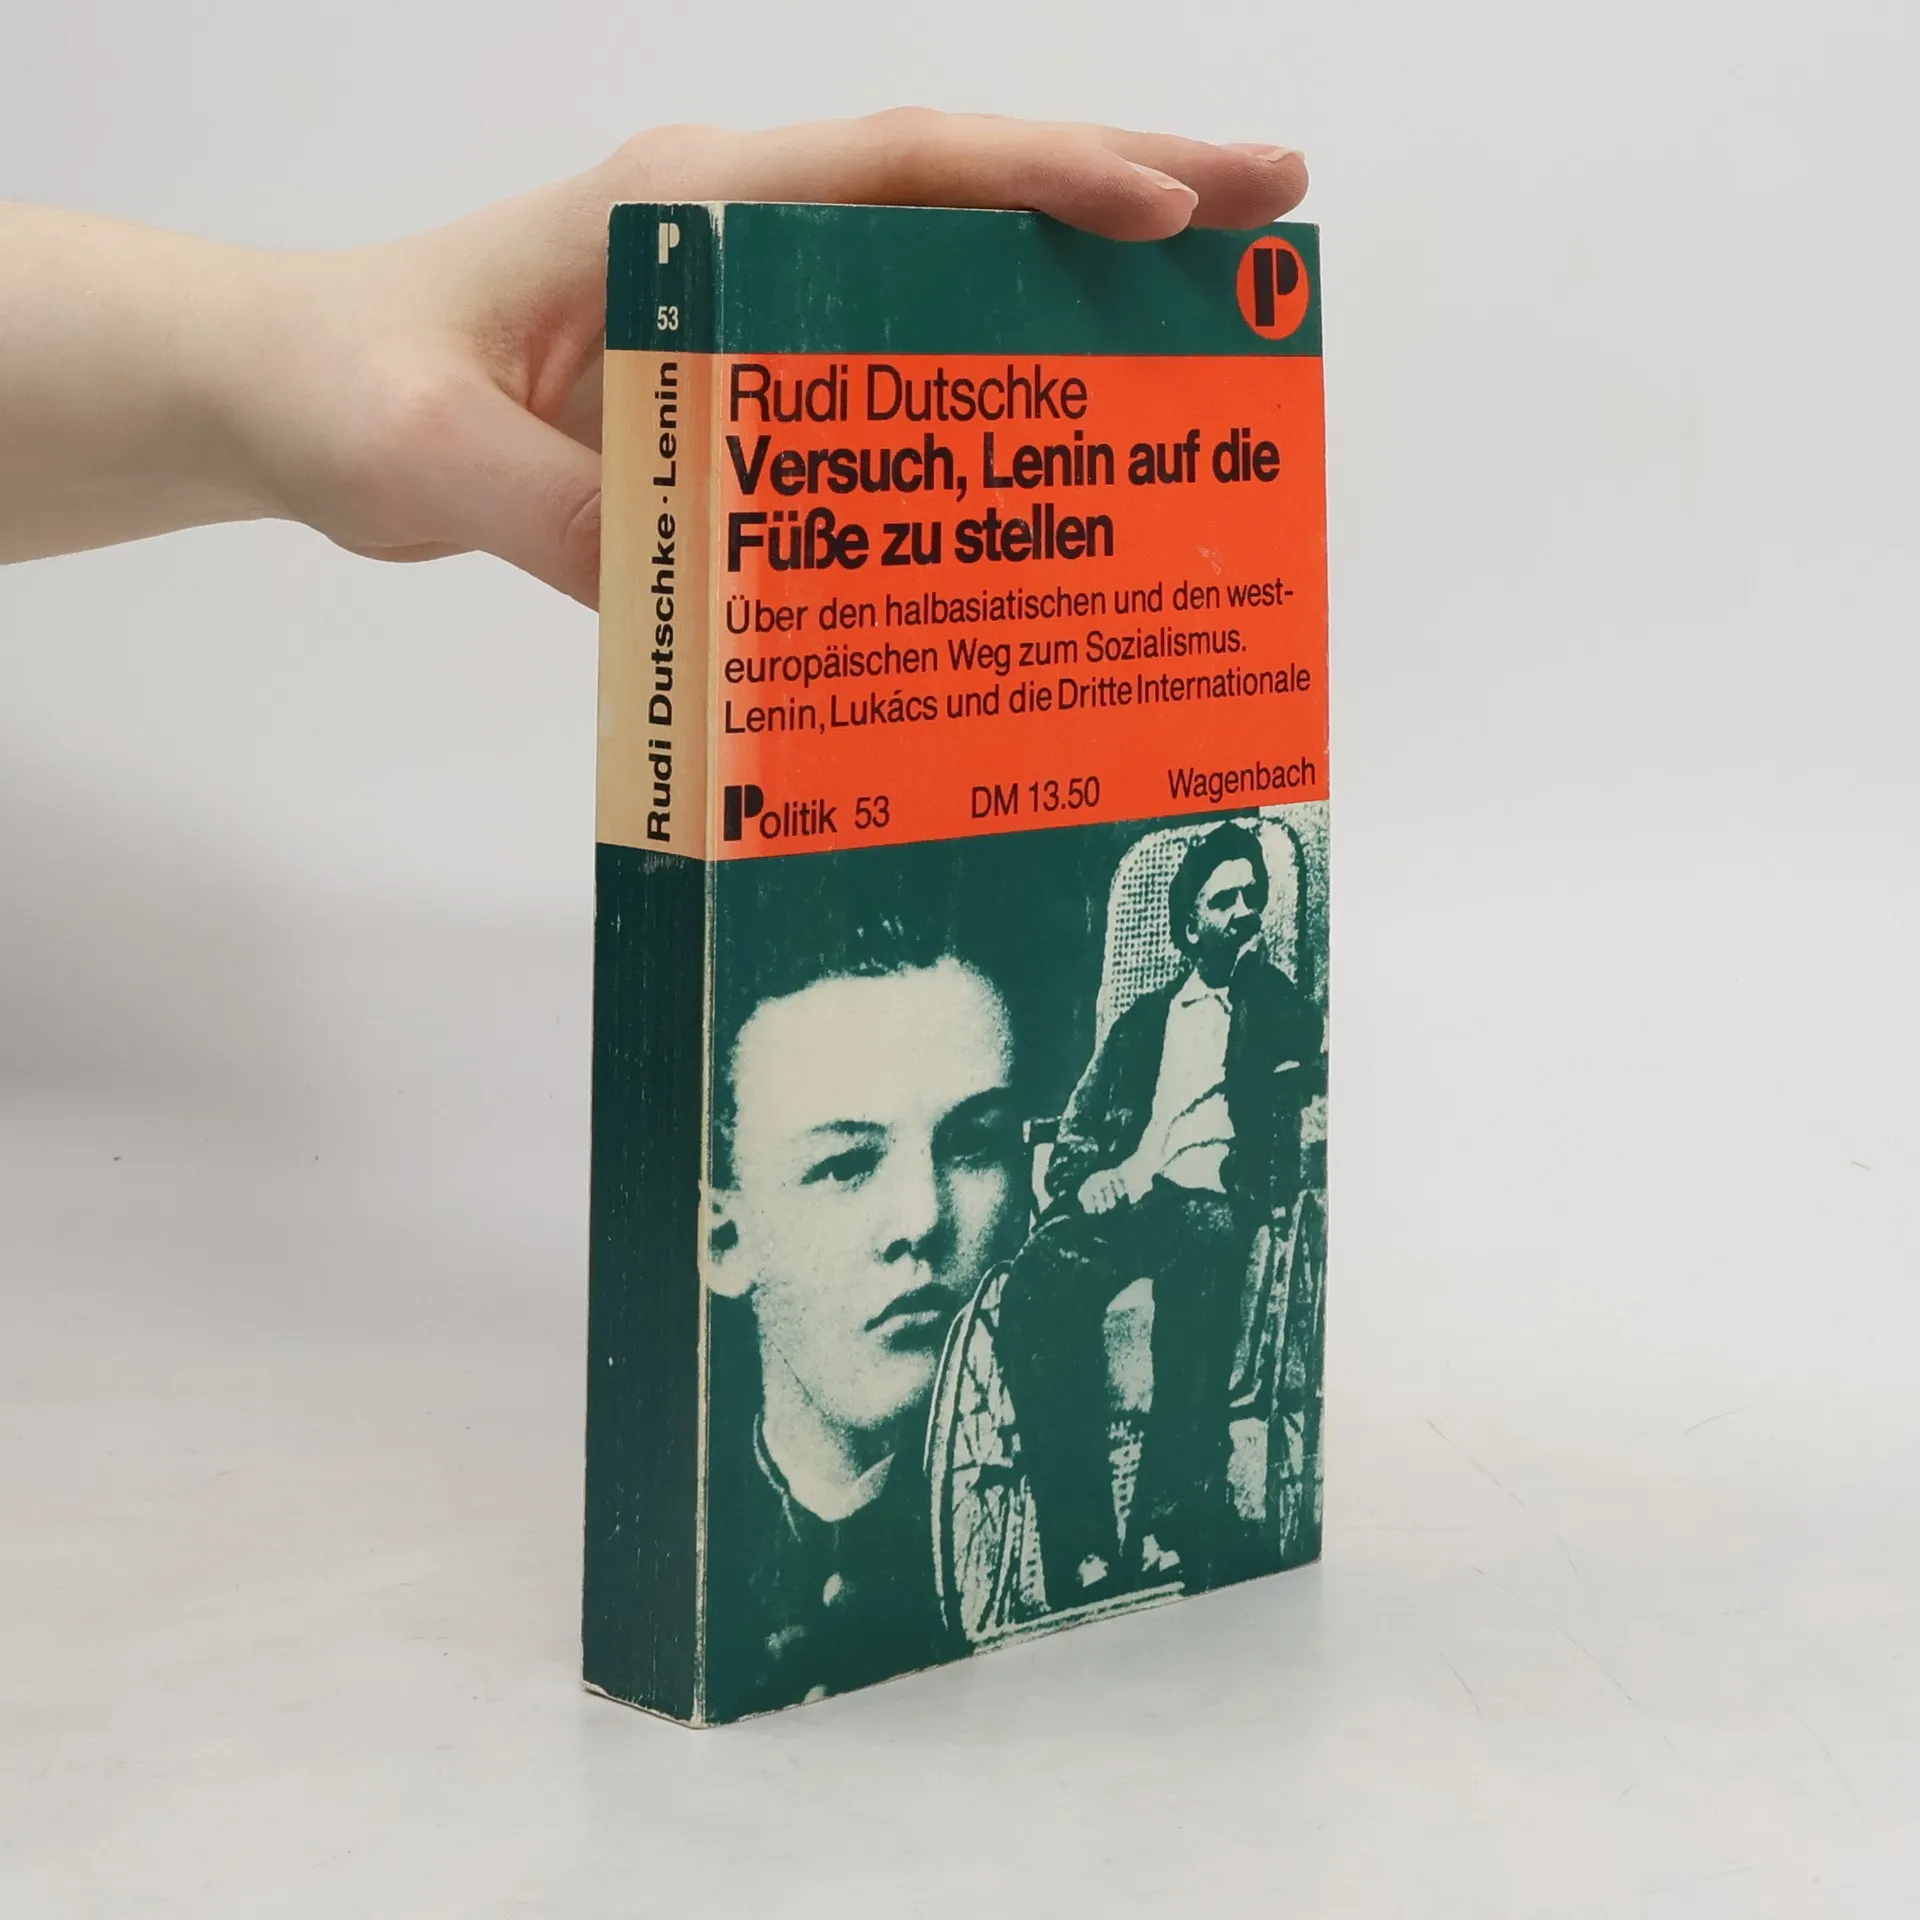 P
53
Rudi Dutschke · Lenin
P
Rudi Dutschke
Versuch, Lenin auf die
Füße zu stellen
Über den halbasiatischen und den west-
europäischen Weg zum Sozialismus.
Lenin, Lukács und die Dritte Internationale
Politik 53 DM 13.50 Wagenbach